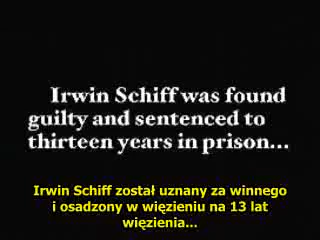 Irwin Schiff was found
guilty and sentenced to
thirteen years in prison...
Irwin Schiff został uznany za winnego
i osadzony w więzieniu na 13 lat
więzienia...